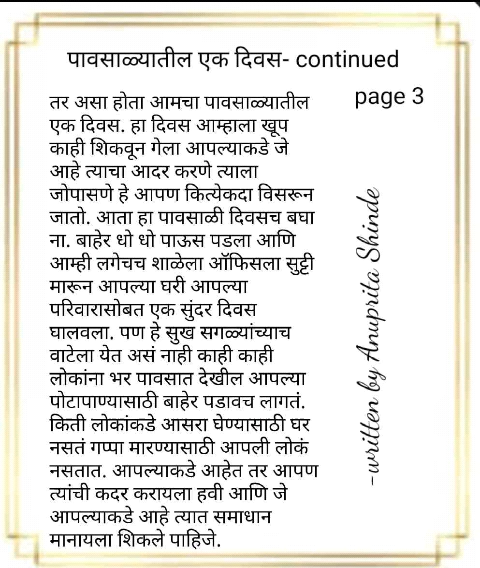 पावसाळ्यातील एक दिवस- continued
page 3
तर असा होता आमचा पावसाळ्यातील
एक दिवस. हा दिवस आम्हाला खूप
काही शिकवून गेला आपल्याकडे जे
आहे त्याचा आदर करणे त्याला
जोपासणे हे आपण कित्येकदा विसरून
जातो. आता हा पावसाळी दिवसच बघा
ना. बाहेर धो धो पाऊस पडला आणि
आम्ही लगेचच शाळेला ऑफिसला सुट्टी
मारून आपल्या घरी आपल्या
परिवारासोबत एक सुंदर दिवस
घालवला. पण हे सुख सगळ्यांच्याच
वाटेला येत असं नाही काही काही
लोकांना भर पावसात देखील आपल्या
पोटापाण्यासाठी बाहेर पडावच लागतं.
किती लोकांकडे आसरा घेण्यासाठी घर
नसतं गप्पा मारण्यासाठी आपली लोकं
नसतात. आपल्याकडे आहेत तर आपण
त्यांची कदर करायला हवी आणि जे
आपल्याकडे आहे त्यात समाधान
मानायला शिकले पाहिजे.
-written by Anuprita Shinde